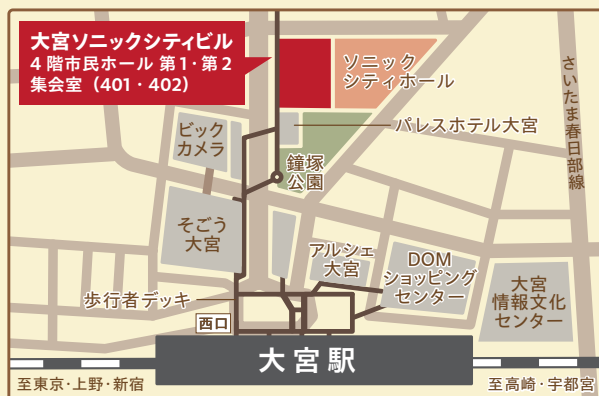 大宮ソニックシティビル
4階市民ホール 第1・第2
集会室（401・402）
ソニック
シティホール
さいたま春日部線
ビック
カメラ
パレスホテル大宮
鐘塚
公園
そごう
大宮
アルシェ
大宮
DOM
ショッピング
センター
大宮
情報文化
センター
歩行者デッキ
西口
大宮駅
至東京・上野・新宿
至高崎・宇都宮